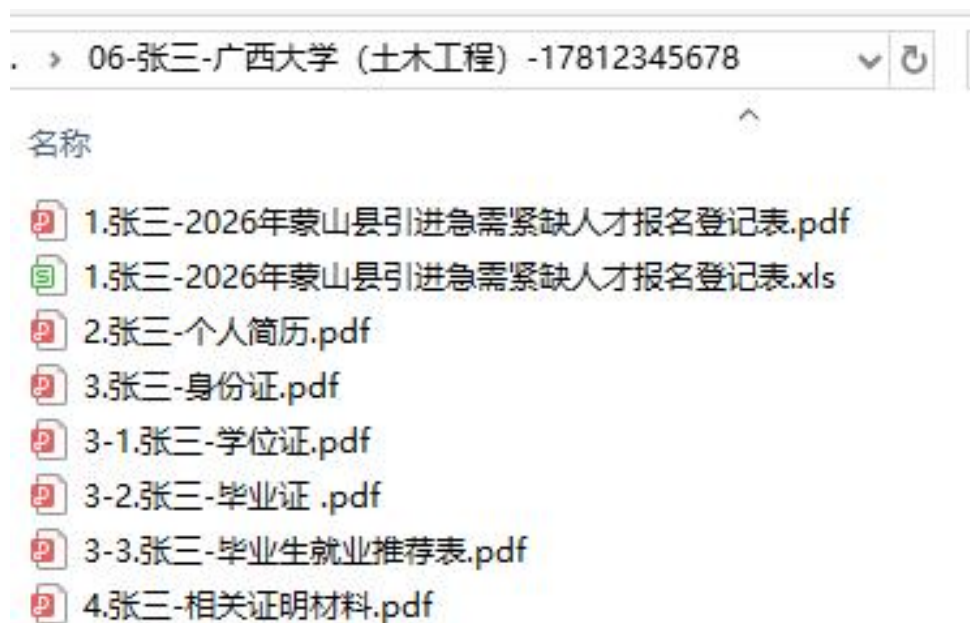 . › 06-张三-广西大学（土木工程）-17812345678
名称
1.张三-2026年蒙山县引进急需紧缺人才报名登记表.pdf
1.张三-2026年蒙山县引进急需紧缺人才报名登记表.xls
2.张三-个人简历.pdf
3.张三-身份证.pdf
3-1.张三-学位证.pdf
3-2.张三-毕业证 .pdf
3-3.张三-毕业生就业推荐表.pdf
4.张三-相关证明材料.pdf